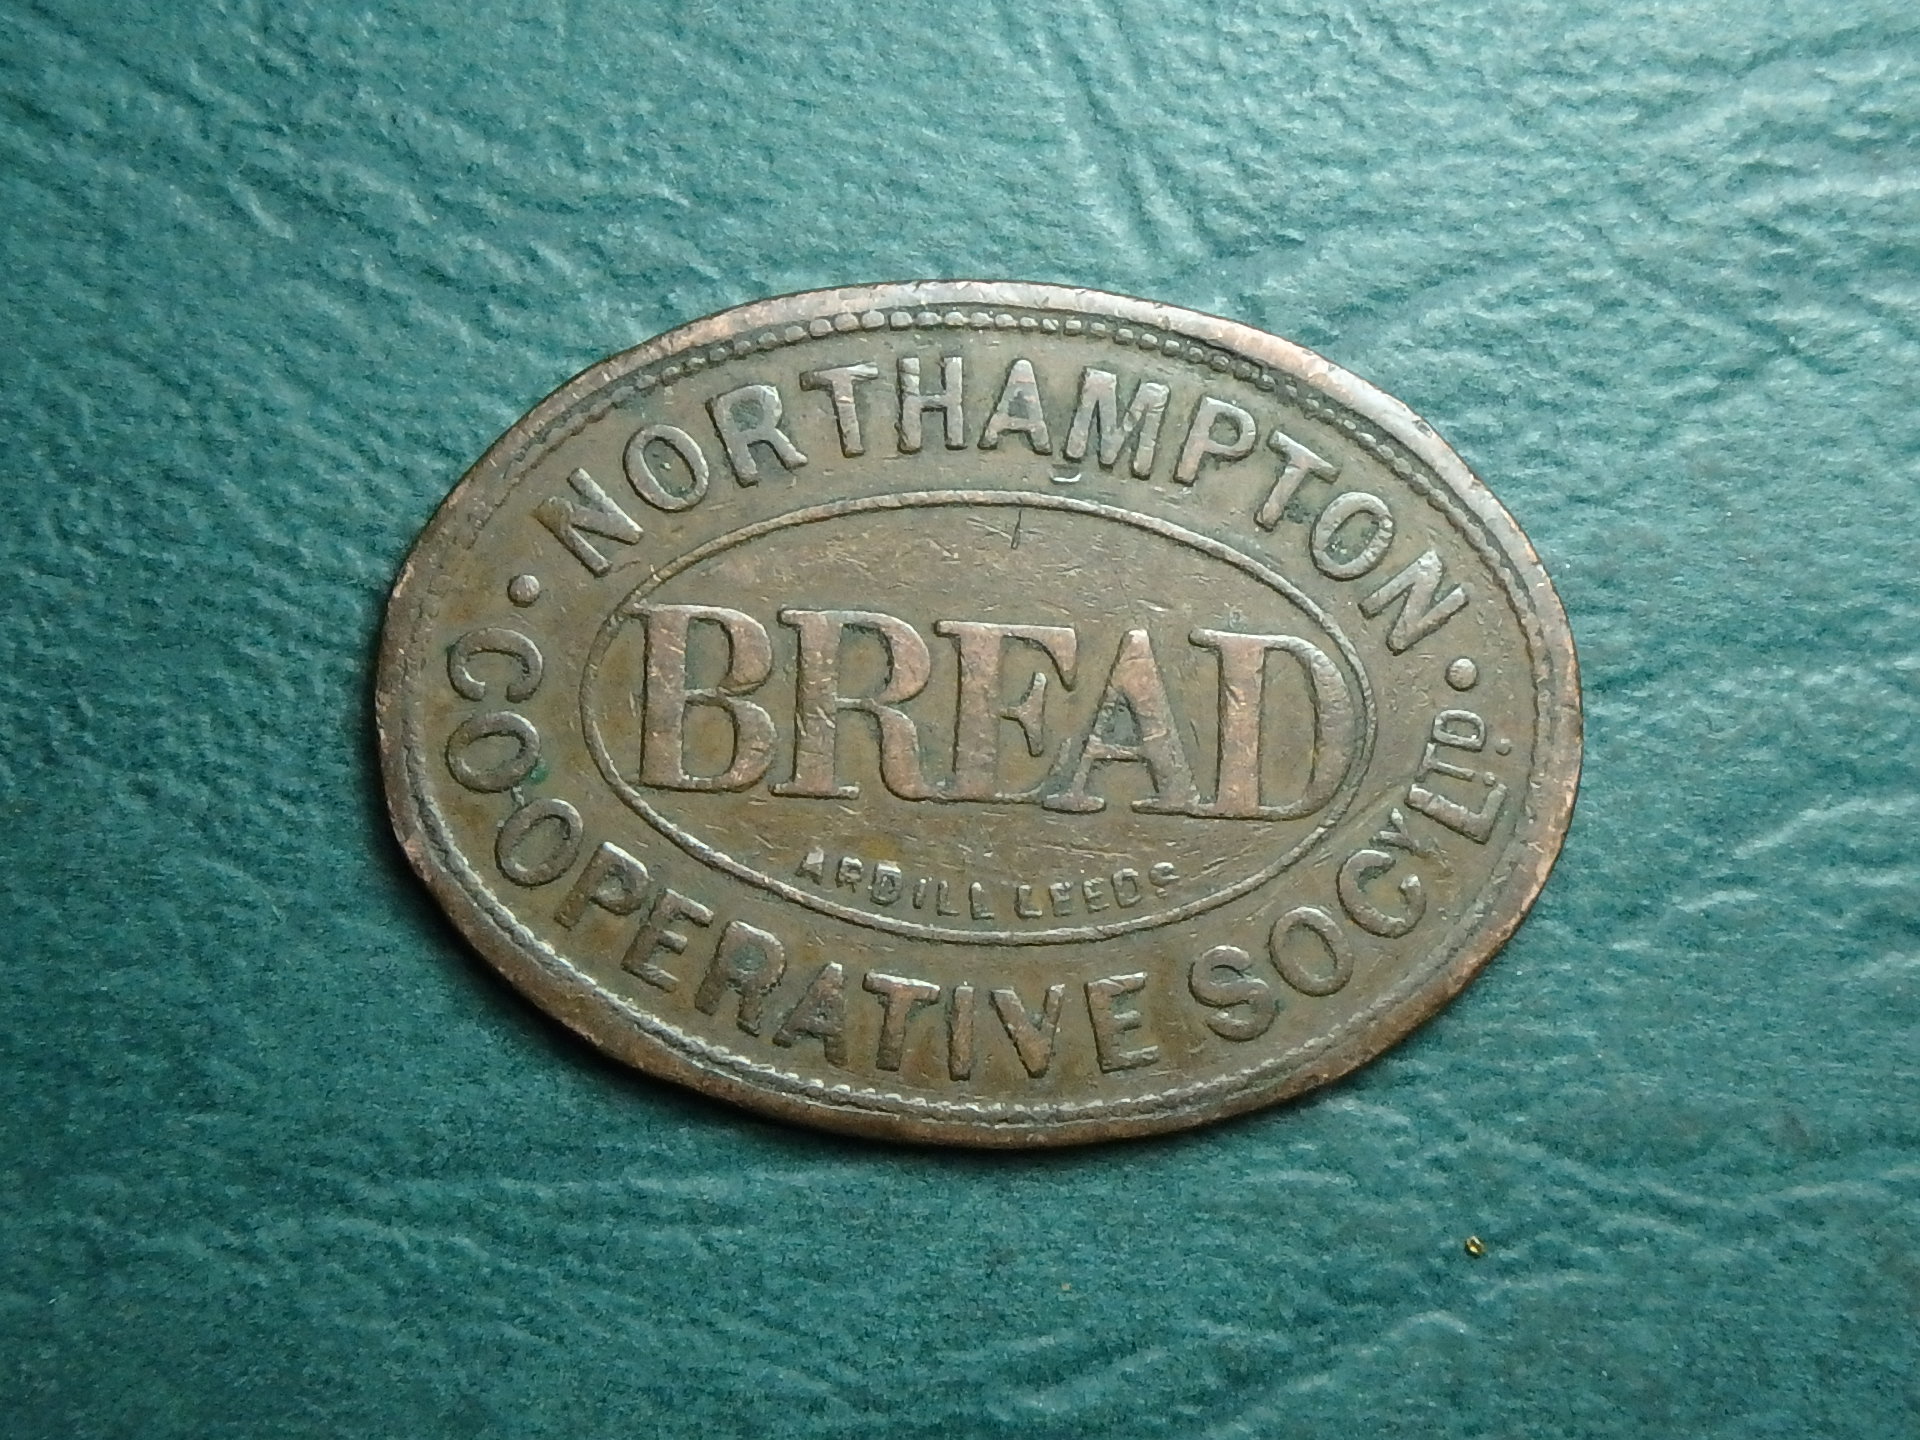 · NORTHAMPTON ·
BREAD
ARDILL LEEDS
CO-OPERATIVE SOCY LTD.